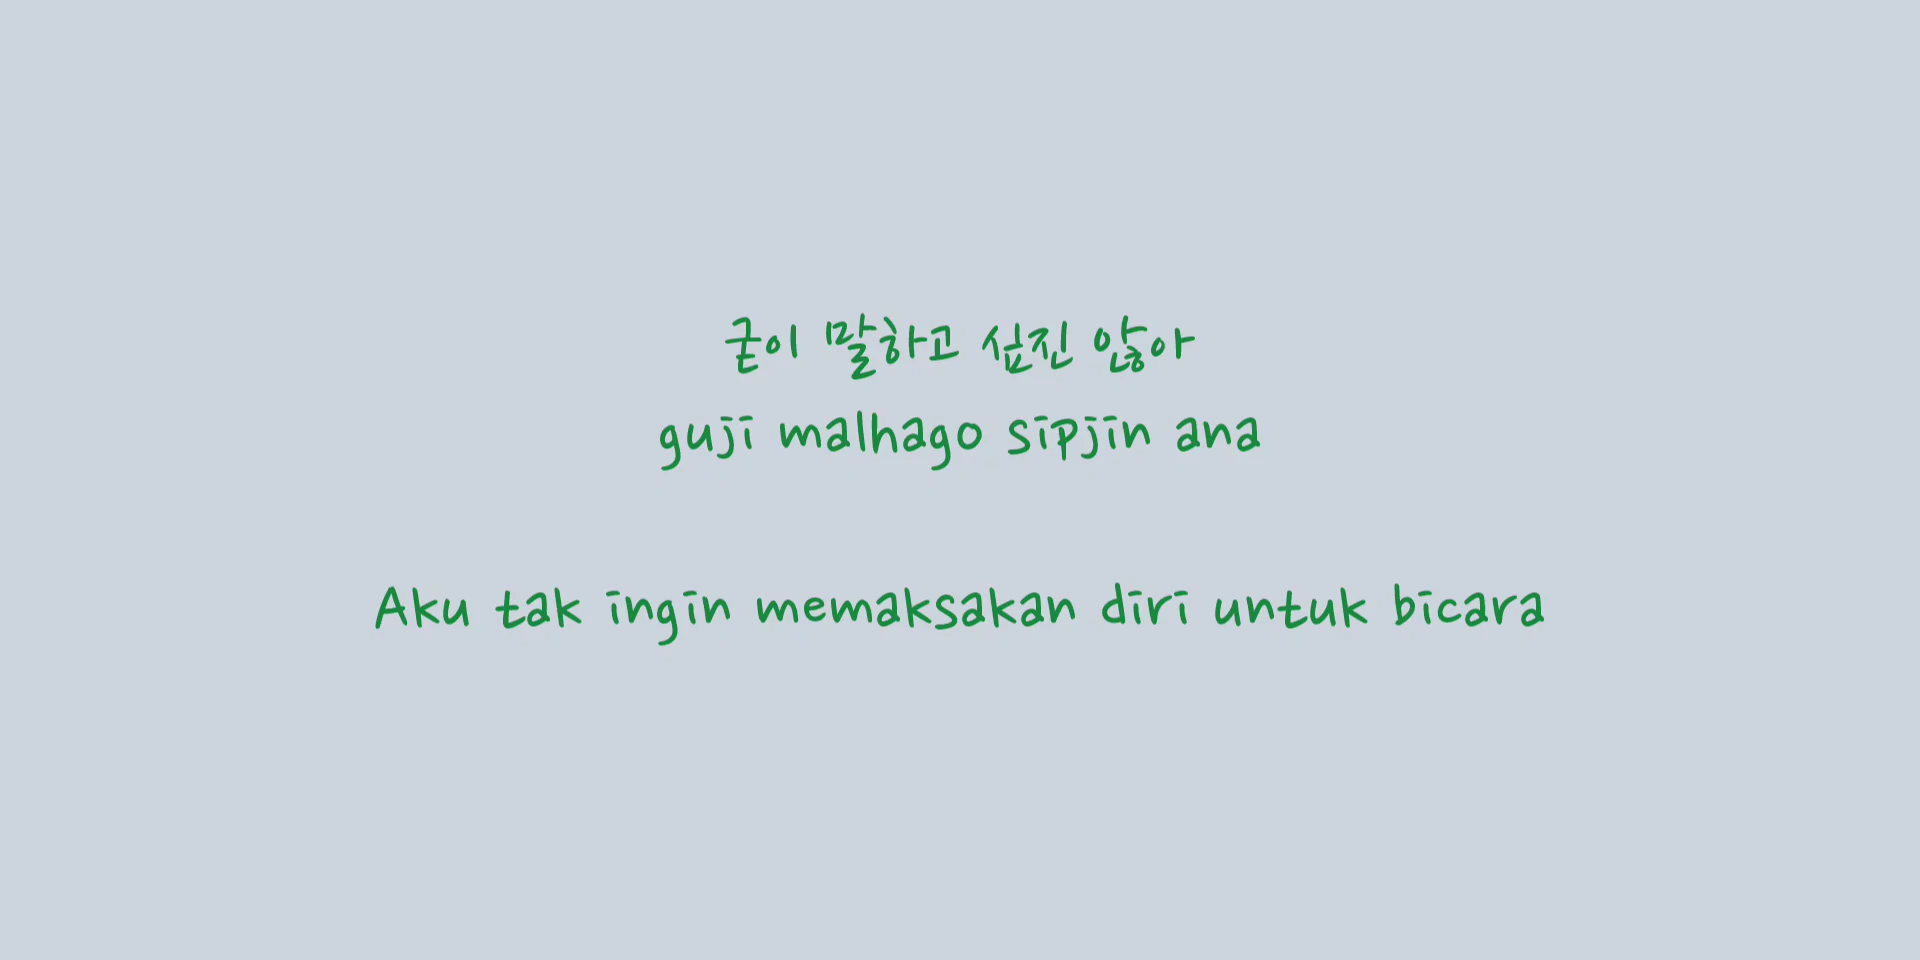 굳이 말하고 싶진 않아
guji malhago sipjin ana
Aku tak ingin memaksakan diri untuk bicara